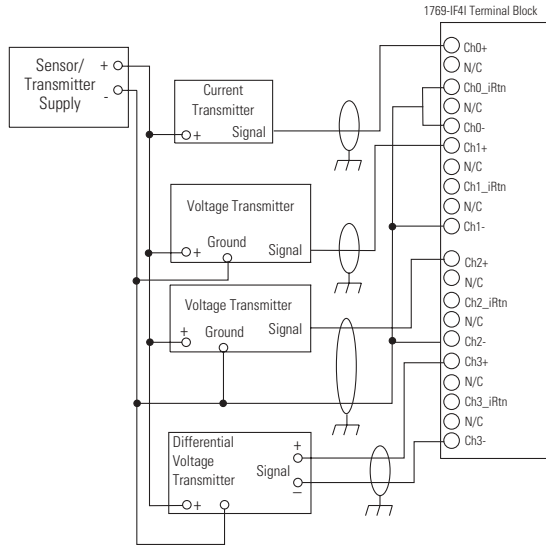 1769-IF4I Terminal Block
Sensor/
Transmitter
Supply
+
-
Current
Transmitter
+
Signal
Voltage Transmitter
+
Ground
Signal
Voltage Transmitter
+
Ground
Signal
Differential
Voltage
Transmitter
Signal
+
–
+
Ch0+
N/C
Ch0_iRtn
N/C
Ch0-
Ch1+
N/C
Ch1_iRtn
N/C
Ch1-
Ch2+
N/C
Ch2_iRtn
N/C
Ch2-
Ch3+
N/C
Ch3_iRtn
N/C
Ch3-